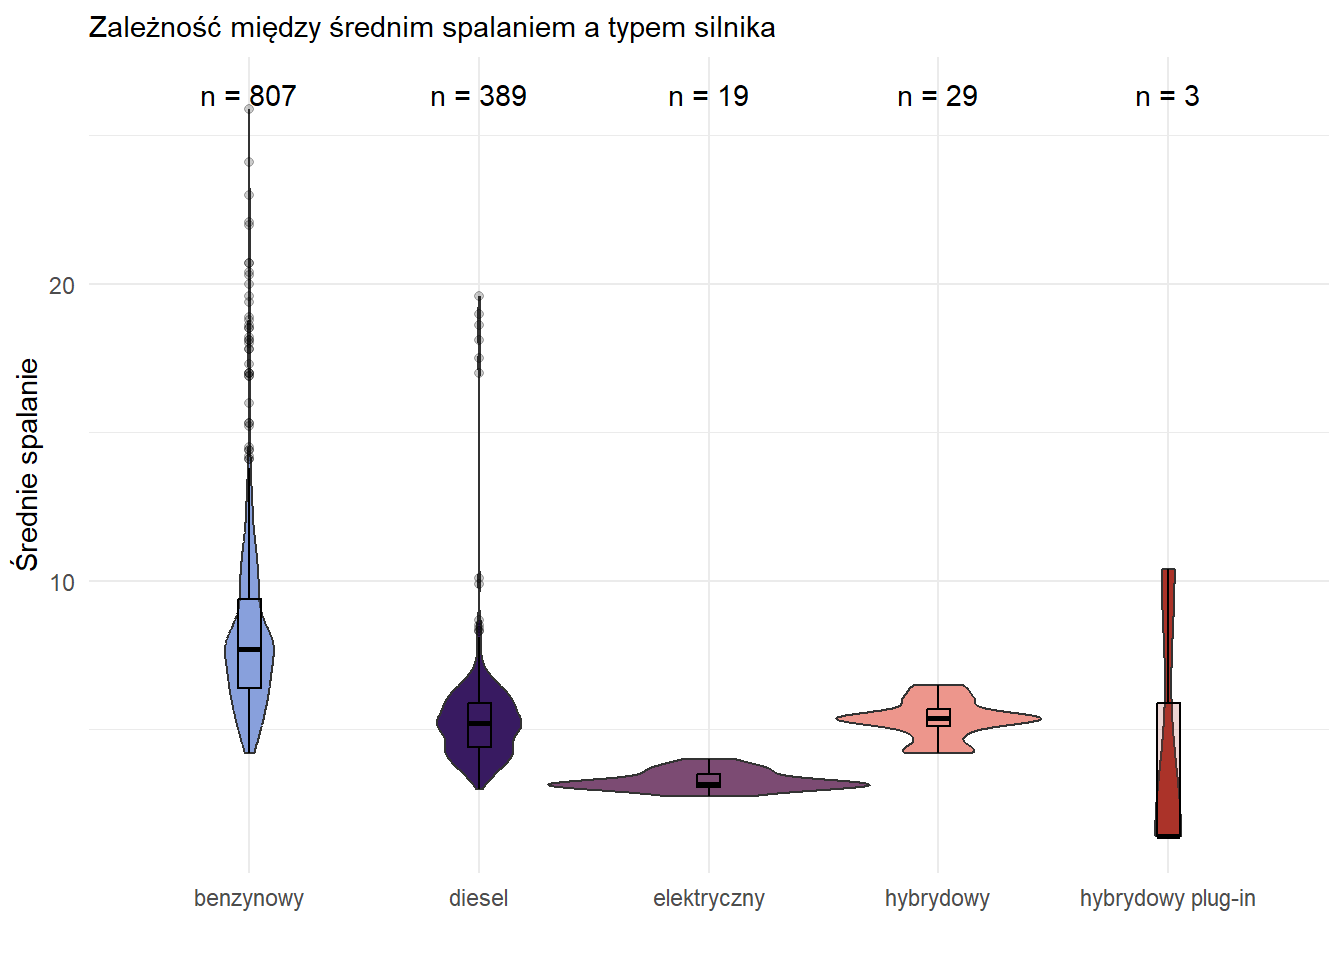 Zależność między średnim spalaniem a typem silnika
n = 807 n = 389 n = 19 n = 29 n = 3
20
10
Średnie spalanie
benzynowy diesel elektryczny hybrydowy hybrydowy plug-in